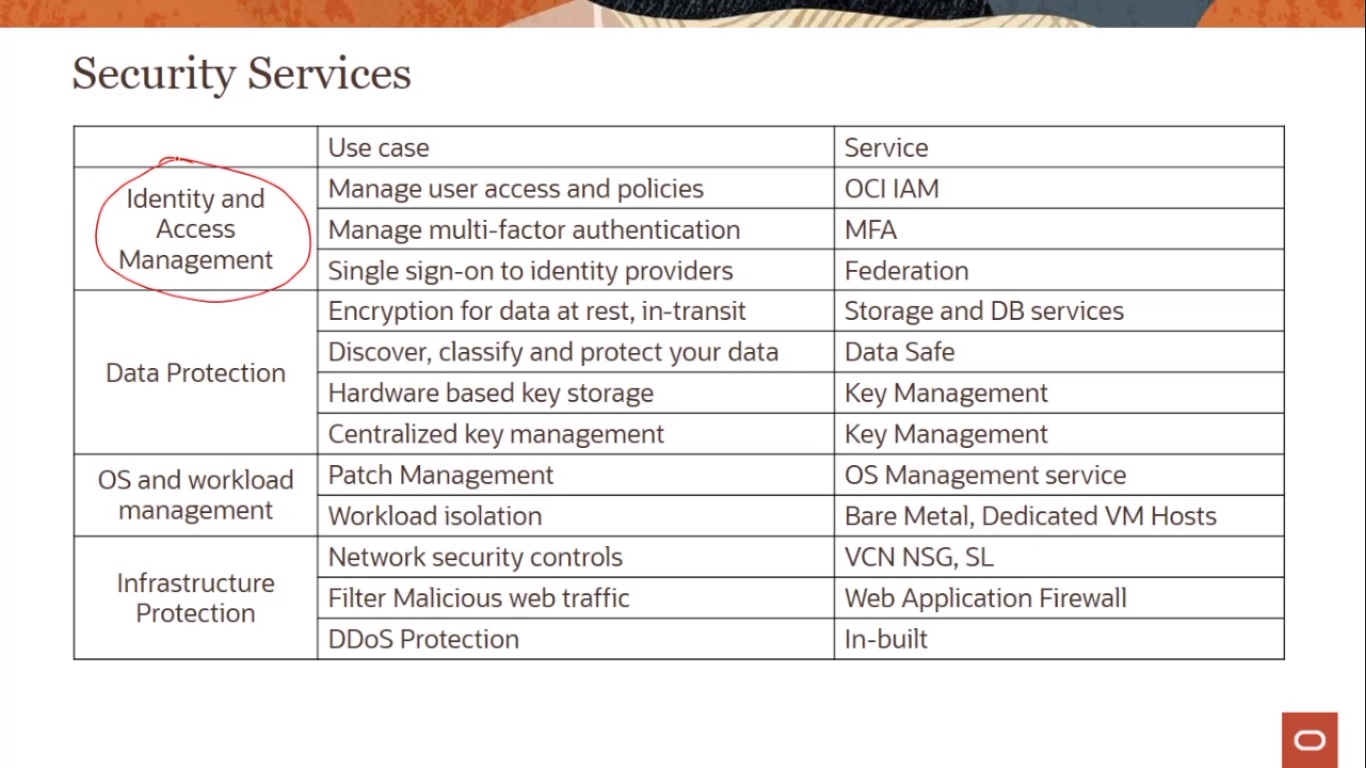 Security Services
Use case
Service
Identity and
Access
Management
Manage user access and policies
OCI IAM
Manage multi-factor authentication
MFA
Single sign-on to identity providers
Federation
Data Protection
Encryption for data at rest, in-transit
Storage and DB services
Discover, classify and protect your data
Data Safe
Hardware based key storage
Key Management
Centralized key management
Key Management
OS and workload
management
Patch Management
OS Management service
Workload isolation
Bare Metal, Dedicated VM Hosts
Infrastructure
Protection
Network security controls
VCN NSG, SL
Filter Malicious web traffic
Web Application Firewall
DDoS Protection
In-built